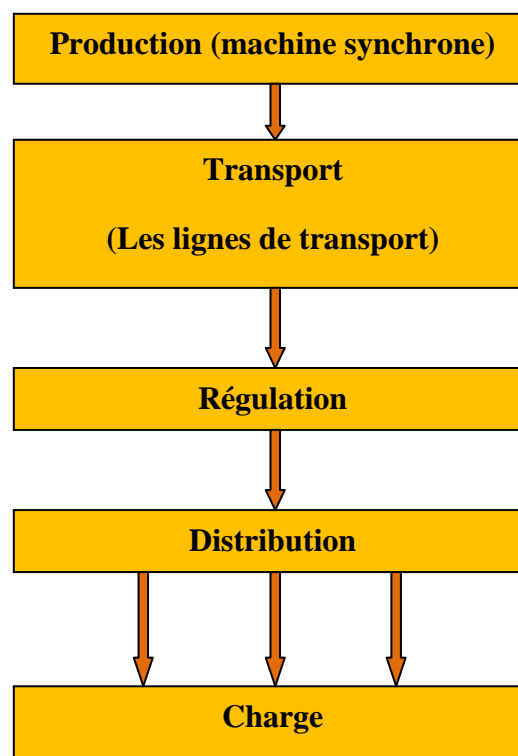 Production (machine synchrone)
Transport
(Les lignes de transport)
Régulation
Distribution
Charge